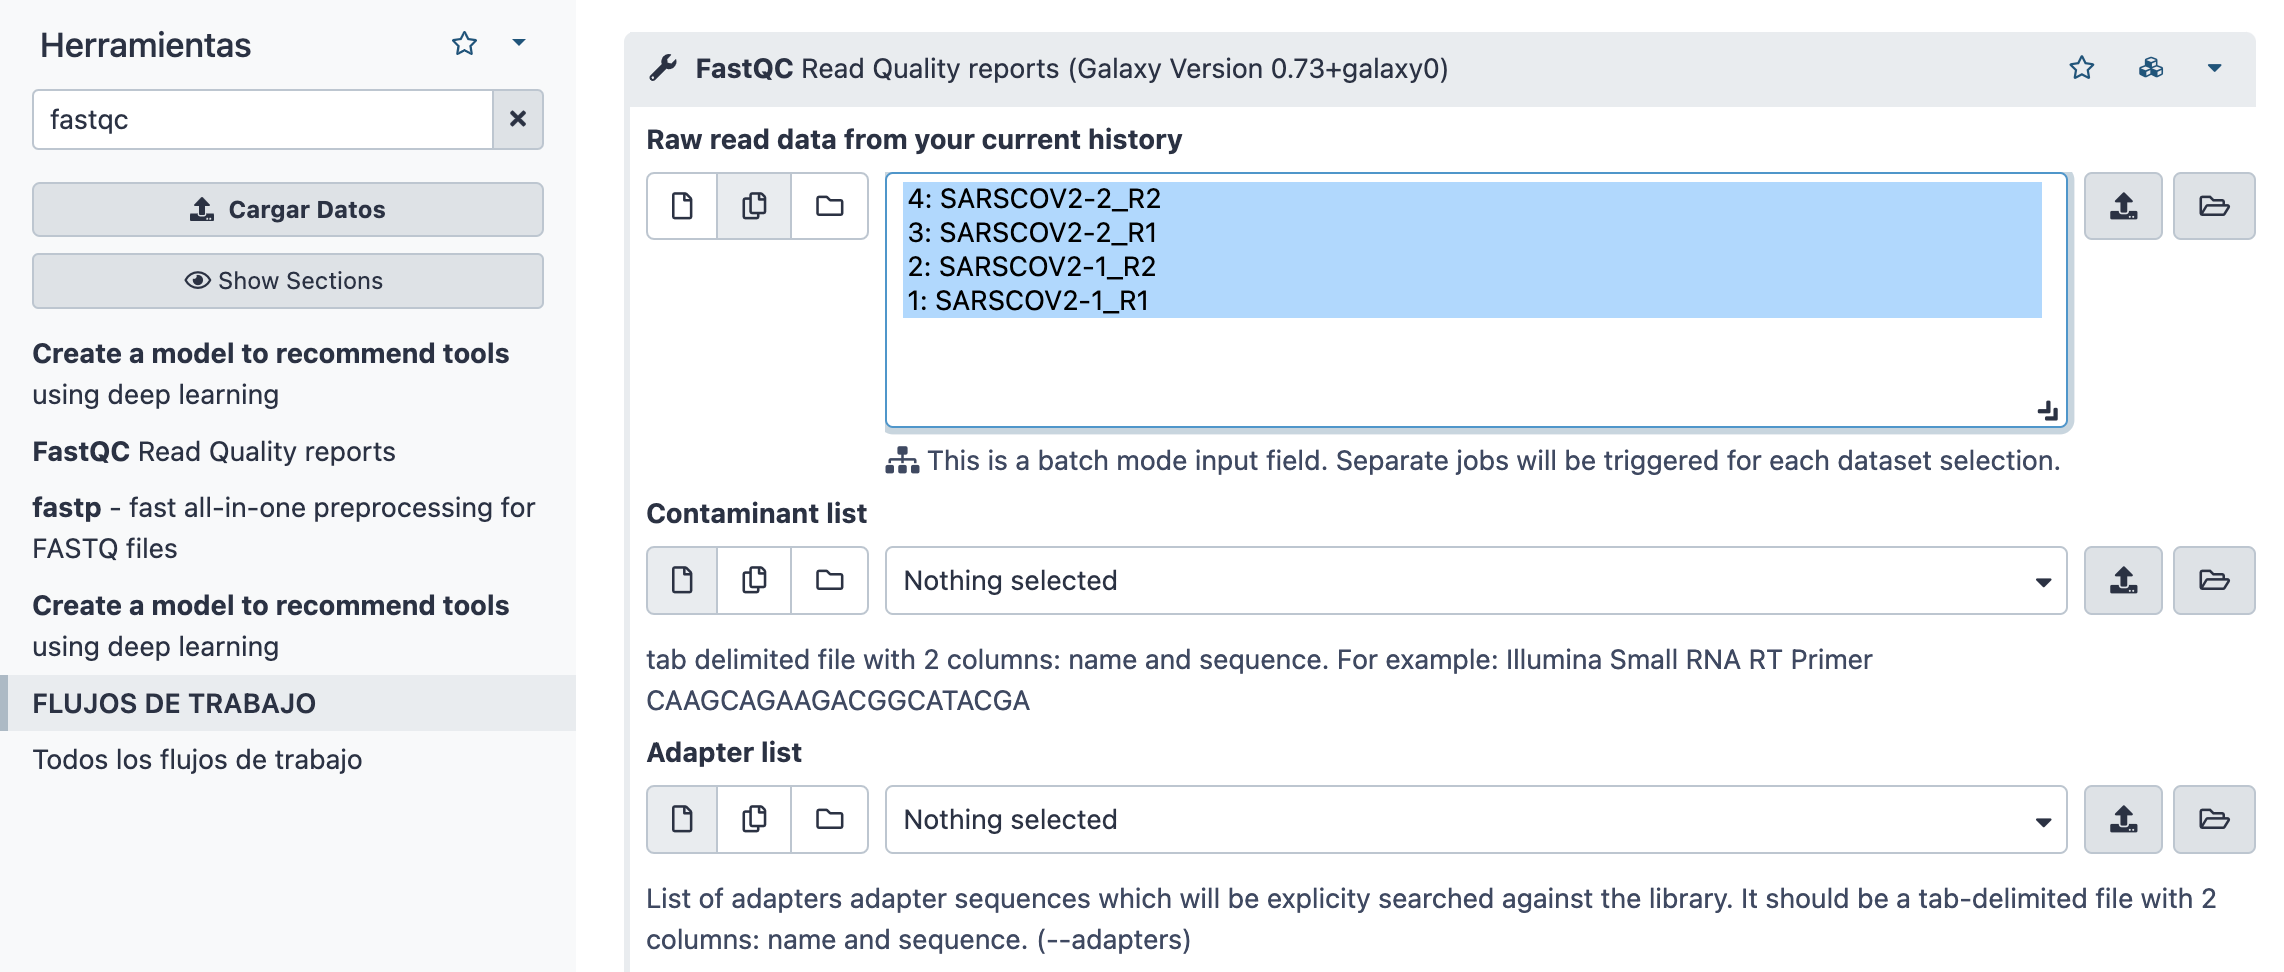 Herramientas
fastqc
Cargar Datos
Show Sections
Create a model to recommend tools
using deep learning
FastQC Read Quality reports
fastp - fast all-in-one preprocessing for
FASTQ files
Create a model to recommend tools
using deep learning
FLUJOS DE TRABAJO
Todos los flujos de trabajo
FastQC Read Quality reports (Galaxy Version 0.73+galaxy0)
Raw read data from your current history
4: SARSCOV2-2_R2
3: SARSCOV2-2_R1
2: SARSCOV2-1_R2
1: SARSCOV2-1_R1
This is a batch mode input field. Separate jobs will be triggered for each dataset selection.
Contaminant list
Nothing selected
tab delimited file with 2 columns: name and sequence. For example: Illumina Small RNA RT Primer
CAAGCAGAAGACGGCATACGA
Adapter list
Nothing selected
List of adapters adapter sequences which will be explicity searched against the library. It should be a tab-delimited file with 2
columns: name and sequence. (--adapters)